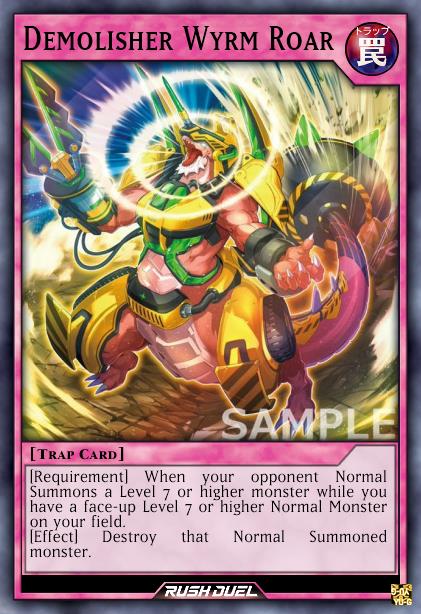 DEMOLISHER WYRM ROAR
トラップ
罠
SAMPLE
[TRAP CARD]
[Requirement] When your opponent Normal
Summons a Level 7 or higher monster while you
have a face-up Level 7 or higher Normal Monster
on your field.
[Effect] Destroy that Normal Summoned
monster.
RUSH DUEL